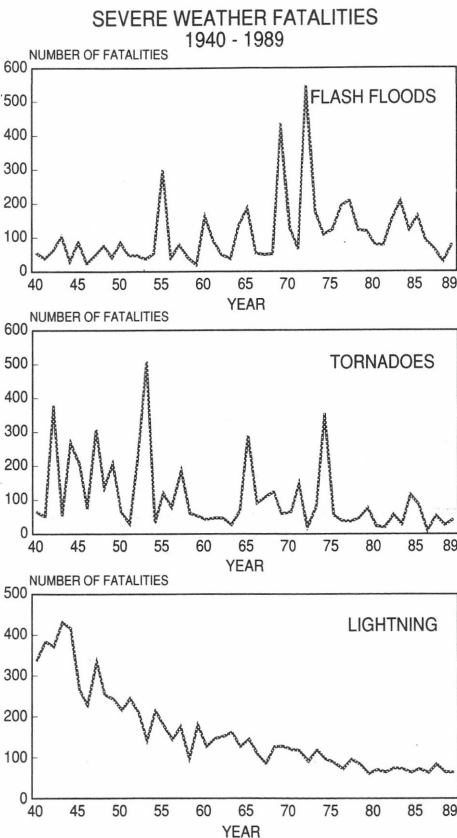 SEVERE WEATHER FATALITIES
1940 - 1989
NUMBER OF FATALITIES
600
500
400
300
200
100
0
FLASH FLOODS
40 45 50 55 60 65 70 75 80 85 89
YEAR
NUMBER OF FATALITIES
600
500
400
300
200
100
0
TORNADOES
40 45 50 55 60 65 70 72 80 85 89
YEAR
NUMBER OF FATALITIES
500
400
300
200
100
0
LIGHTNING
40 45 50 55 60 65 70 72 80 85 89
YEAR